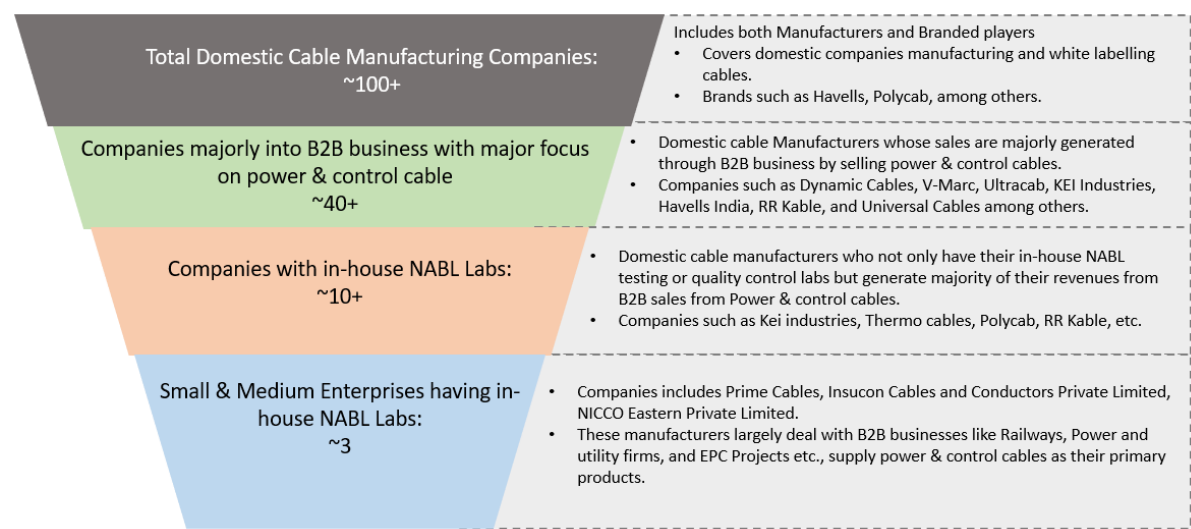 Total Domestic Cable Manufacturing Companies:
~100+
Includes both Manufacturers and Branded players
• Covers domestic companies manufacturing and white labelling
cables.
• Brands such as Havells, Polycab, among others.
Companies majorly into B2B business with major focus
on power & control cable
~40+
• Domestic cable Manufacturers whose sales are majorly generated
through B2B business by selling power & control cables.
• Companies such as Dynamic Cables, V-Marc, Ultracab, KEI Industries,
Havells India, RR Kable, and Universal Cables among others.
Companies with in-house NABL Labs:
~10+
• Domestic cable manufacturers who not only have their in-house NABL
testing or quality control labs but generate majority of their revenues from
B2B sales from Power & control cables.
• Companies such as Kei industries, Thermo cables, Polycab, RR Kable, etc.
Small & Medium Enterprises having in-
house NABL Labs:
~3
• Companies includes Prime Cables, Insucon Cables and Conductors Private Limited,
NICCO Eastern Private Limited.
• These manufacturers largely deal with B2B businesses like Railways, Power and
utility firms, and EPC Projects etc., supply power & control cables as their primary
products.